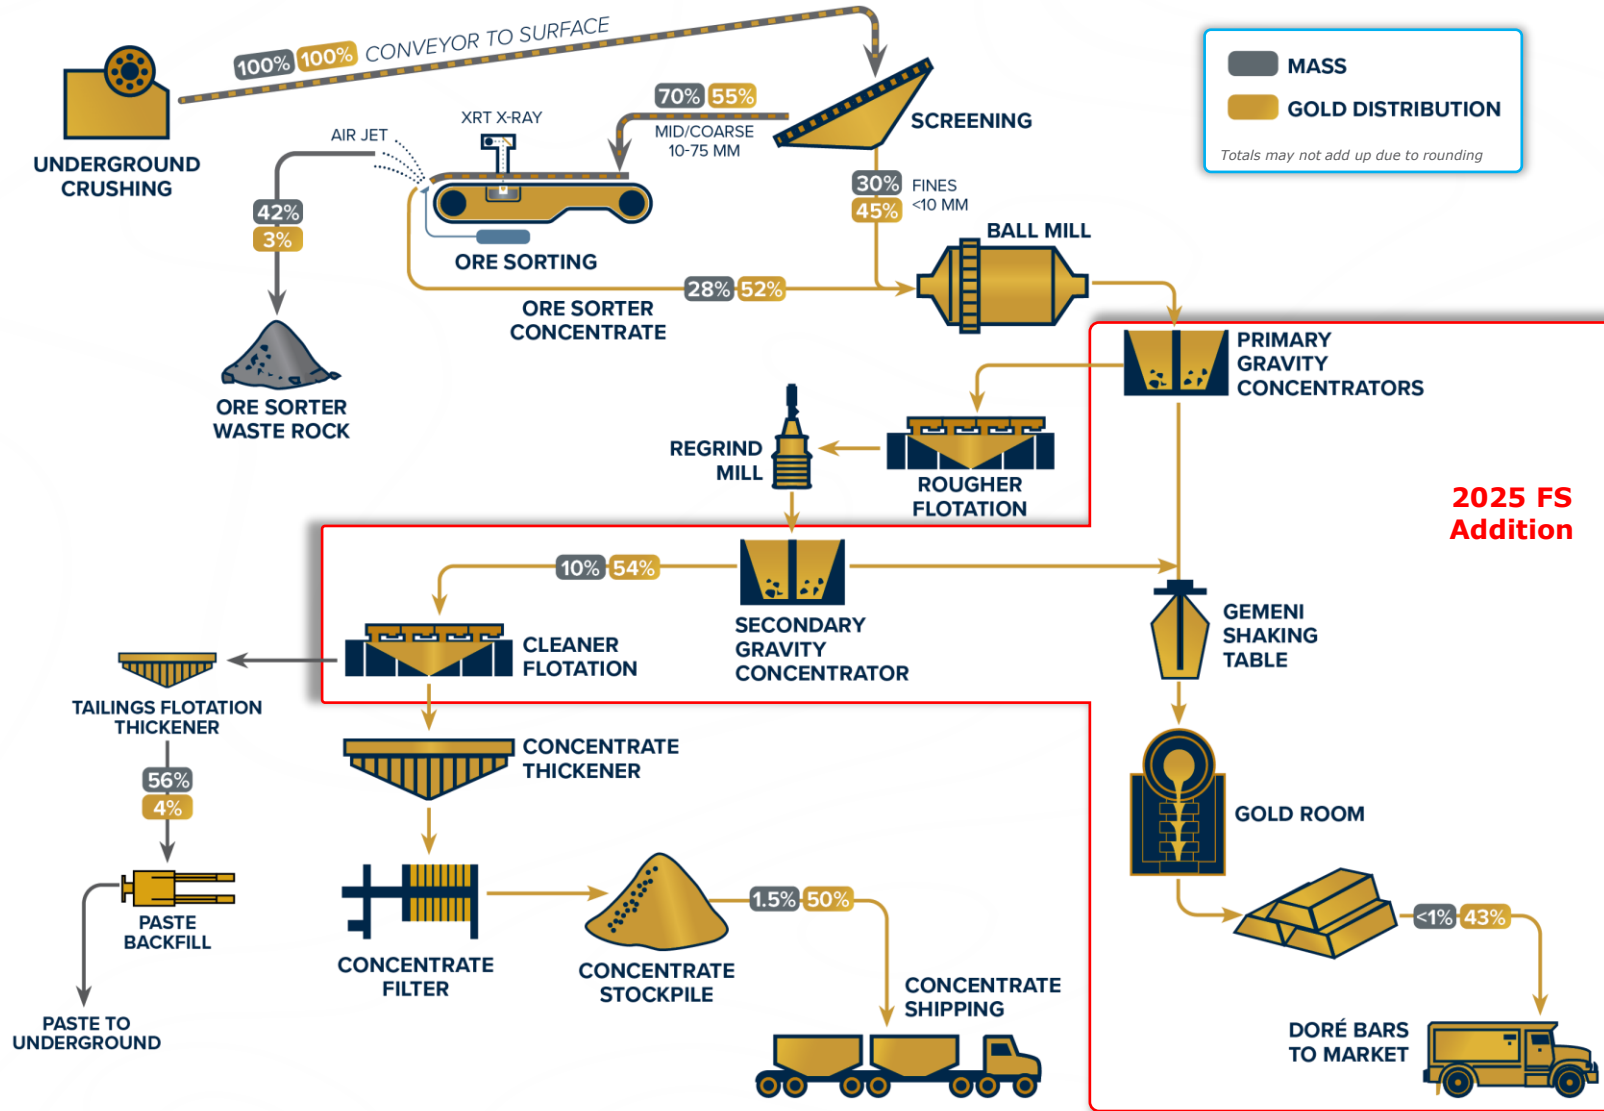 100% 100% CONVEYOR TO SURFACE
MASS
GOLD DISTRIBUTION
Totals may not add up due to rounding
UNDERGROUND
CRUSHING
70% 55%
MID/COARSE
10-75 MM
SCREENING
XRT X-RAY
AIR JET
30%
45%
FINES
<10 MM
42%
3%
ORE SORTING
BALL MILL
28% 52%
ORE SORTER
CONCENTRATE
ORE SORTER
WASTE ROCK
PRIMARY
GRAVITY
CONCENTRATORS
REGRIND
MILL
ROUGHER
FLOTATION
2025 FS
Addition
10% 54%
CLEANER
FLOTATION
SECONDARY
GRAVITY
CONCENTRATOR
GEMENI
SHAKING
TABLE
TAILINGS FLOTATION
THICKENER
CONCENTRATE
THICKENER
56%
4%
GOLD ROOM
PASTE
BACKFILL
CONCENTRATE
FILTER
CONCENTRATE
STOCKPILE
1.5% 50%
<1% 43%
CONCENTRATE
SHIPPING
PASTE TO
UNDERGROUND
DORÉ BARS
TO MARKET